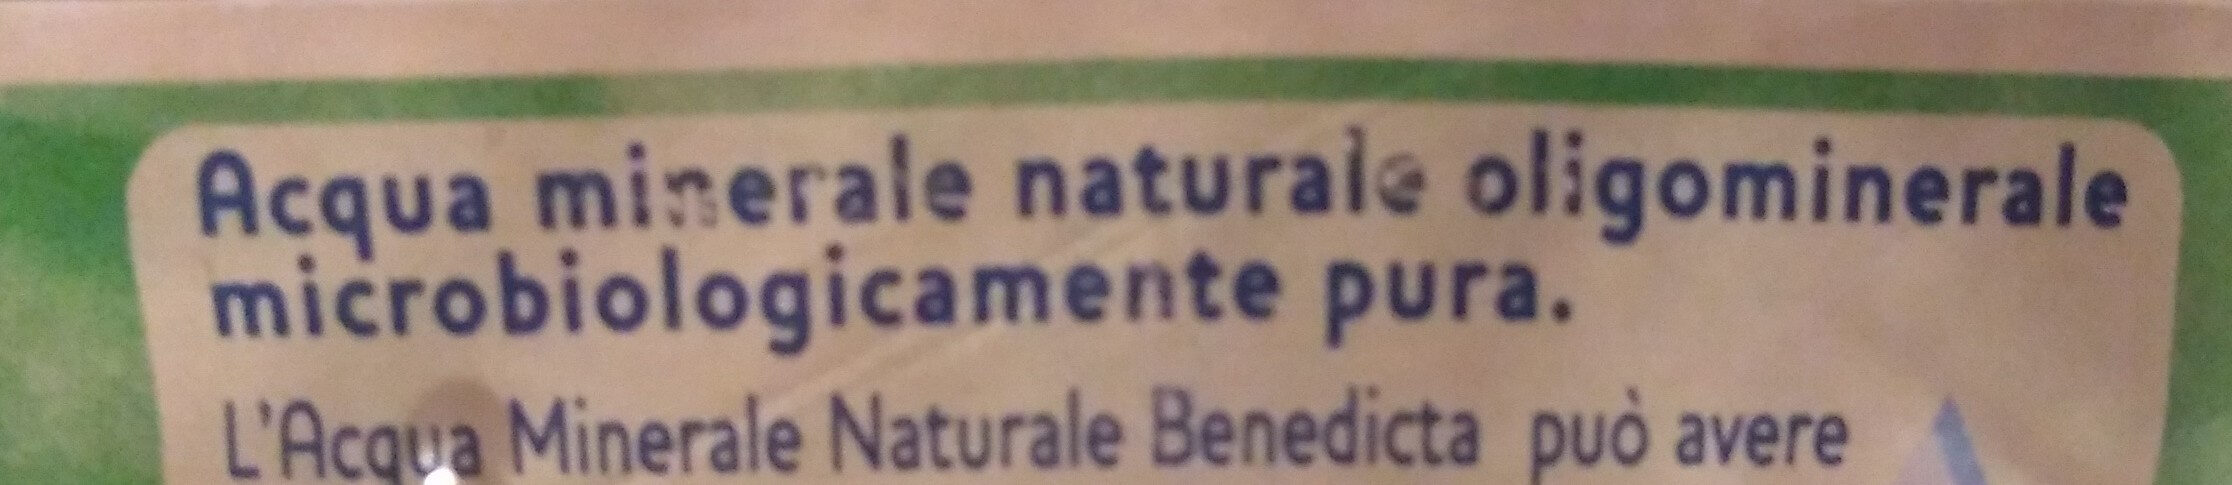 Acqua minerale naturale oligominerale
microbiologicamente pura.
L'Acqua Minerale Naturale Benedicta può avere